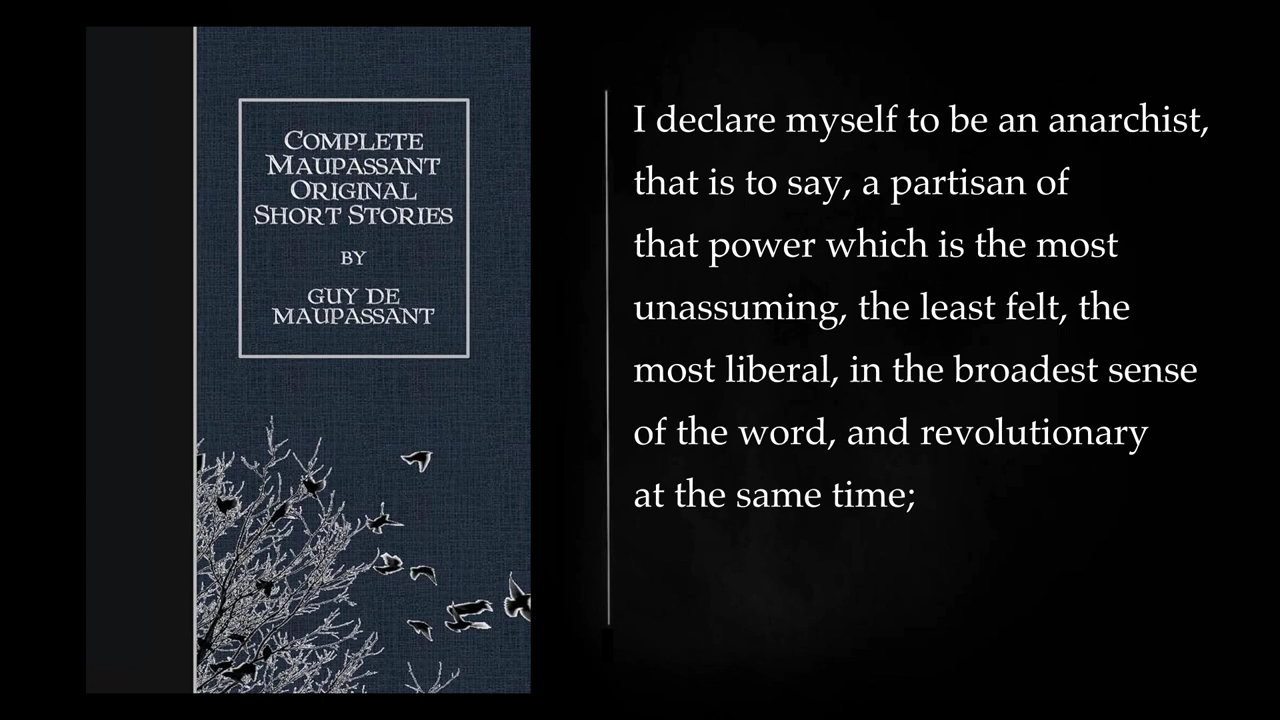 COMPLETE
MAUPASSANT
ORIGINAL
SHORT STORIES
BY
GUY DE
MAUPASSANT
I declare myself to be an anarchist,
that is to say, a partisan of
that power which is the most
unassuming, the least felt, the
most liberal, in the broadest sense
of the word, and revolutionary
at the same time;